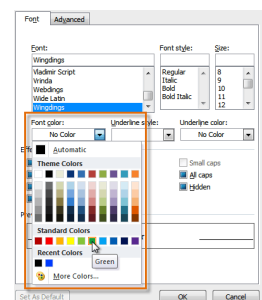 Font Advanced
Font: Font style: Size:
Wingdings
Vladimir Script Regular 8
Vrinda Italic 9
Webdings Bold 10
Wide Latin Bold Italic 11
Wingdings 12
Font color: Underline style: Underline color:
No Color No Color
Automatic
Theme Colors
Small caps
All caps
Hidden
Standard Colors
Recent Colors
Green
More Colors...
Set As Default OK Cancel